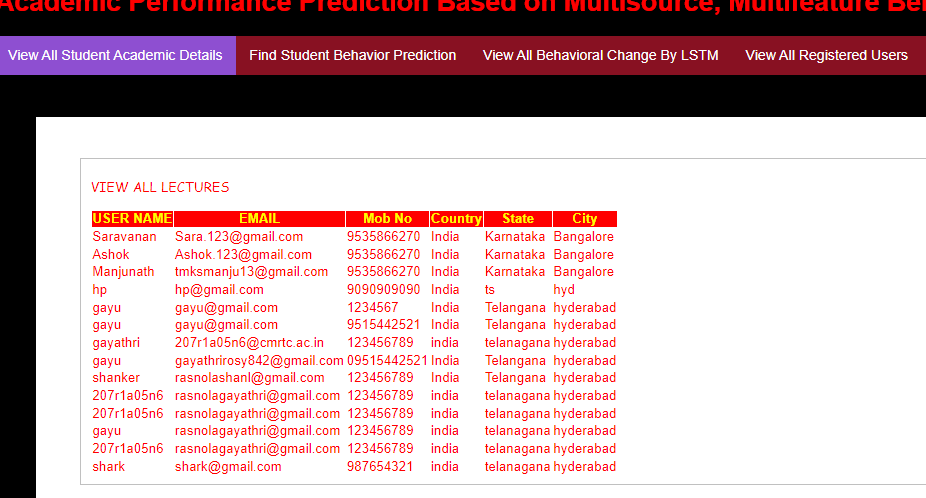 Academic Performance Prediction Based on Multisource, Multifeature Be
View All Student Academic Details Find Student Behavior Prediction View All Behavioral Change By LSTM View All Registered Users
VIEW ALL LECTURES
USER NAME EMAIL Mob No Country State City
Saravanan Sara.123@gmail.com 9535866270 India Karnataka Bangalore
Ashok Ashok.123@gmail.com 9535866270 India Karnataka Bangalore
Manjunath tmksmanju13@gmail.com 9535866270 India Karnataka Bangalore
hp hp@gmail.com 9090909090 India ts hyd
gayu gayu@gmail.com 1234567 India Telangana hyderabad
gayu gayu@gmail.com 9515442521 India Telangana hyderabad
gayathri 207r1a05n6@cmrtc.ac.in 123456789 india telangana hyderabad
gayu gayathrirosy842@gmail.com 09515442521 India Telangana hyderabad
shanker rasnolashanl@gmail.com 123456789 India Telangana hyderabad
207r1a05n6 rasnolagayathri@gmail.com 123456789 india telanagana hyderabad
207r1a05n6 rasnolagayathri@gmail.com 123456789 india telanagana hyderabad
gayu rasnolagayathri@gmail.com 123456789 india telanagana hyderabad
207r1a05n6 rasnolagayathri@gmail.com 123456789 india telanagana hyderabad
shark shark@gmail.com 987654321 india telanagana hyderabad